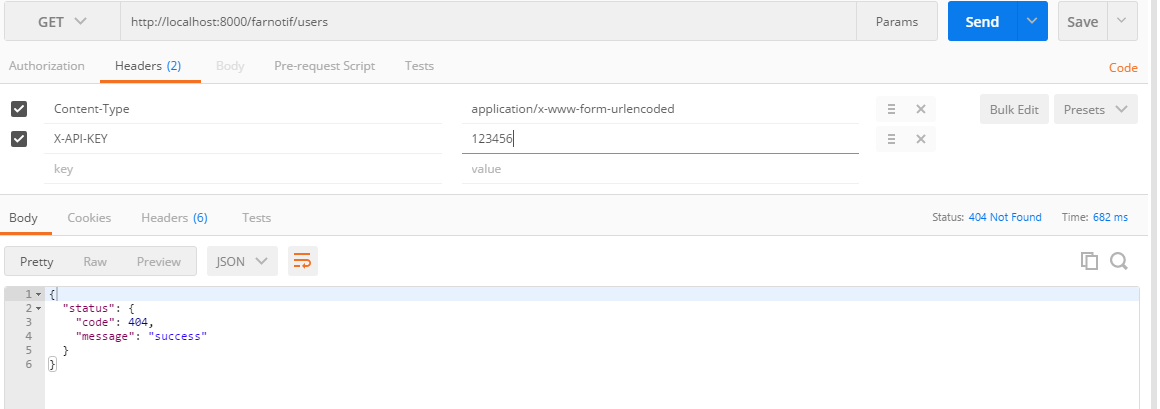 GET http://localhost:8000/farnotif/users Params Send Save
Authorization Headers (2) Body Pre-request Script Tests Code
Content-Type application/x-www-form-urlencoded Bulk Edit Presets
X-API-KEY 123456
key value
Body Cookies Headers (6) Tests Status: 404 Not Found Time: 682 ms
Pretty Raw Preview JSON
1 {
2 "status": {
3 "code": 404,
4 "message": "success"
5 }
6 }